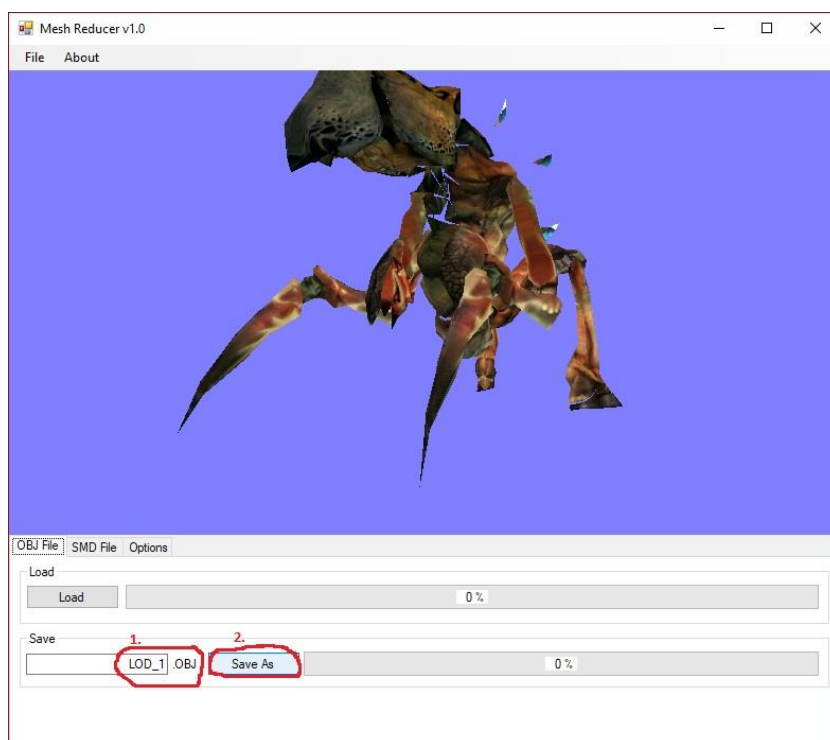 Mesh Reducer v1.0
File About
OBJ File SMD File Options
Load
Load 0 %
Save 1. 2.
LOD_1 .OBJ Save As 0 %